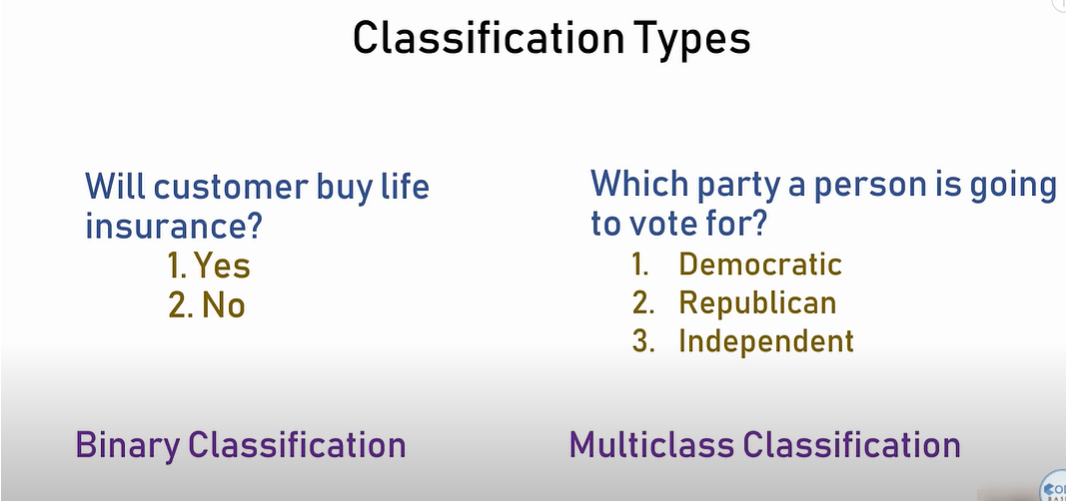 Classification Types
Will customer buy life
insurance?
1. Yes
2. No
Which party a person is going
to vote for?
1. Democratic
2. Republican
3. Independent
Binary Classification
Multiclass Classification